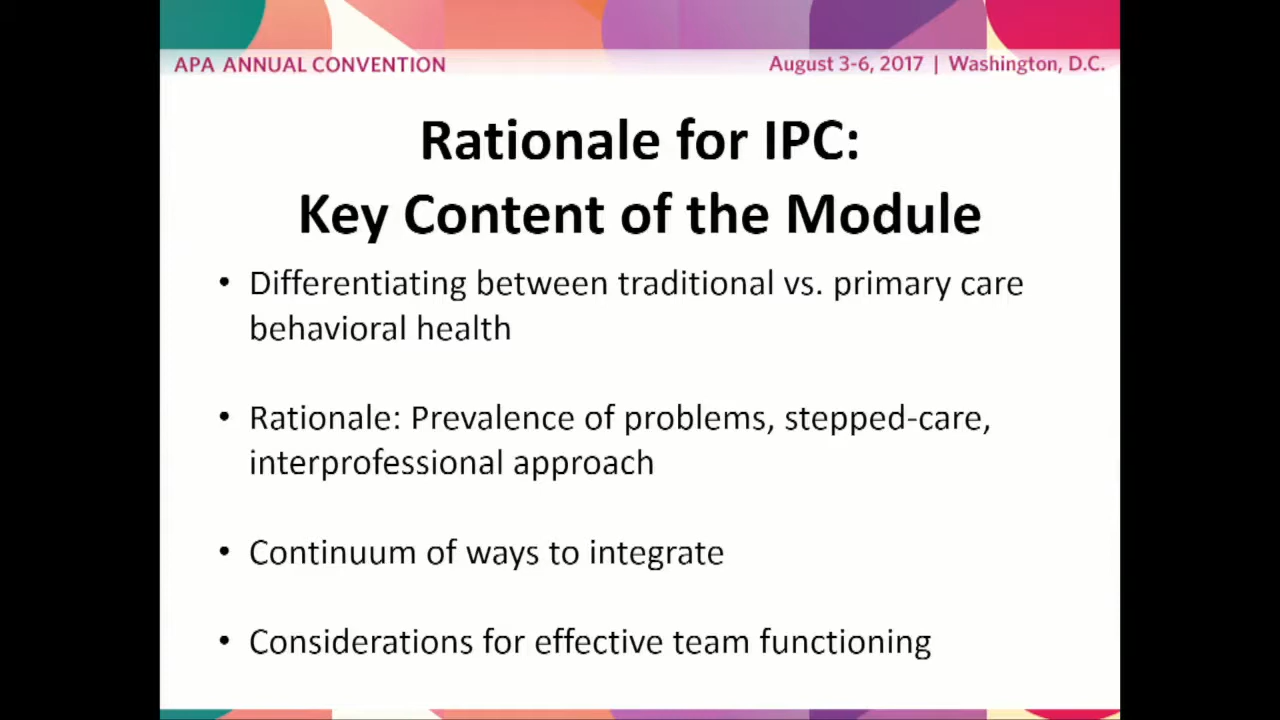 APA ANNUAL CONVENTION
August 3-6, 2017 | Washington, D.C.
Rationale for IPC:
Key Content of the Module
• Differentiating between traditional vs. primary care
behavioral health
• Rationale: Prevalence of problems, stepped-care,
interprofessional approach
• Continuum of ways to integrate
• Considerations for effective team functioning